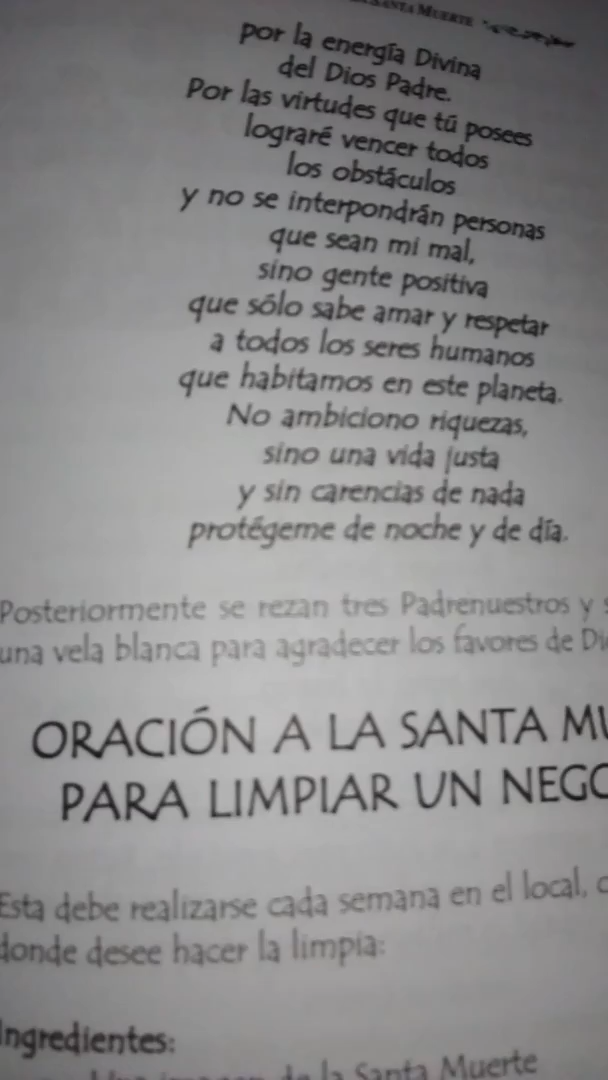 SANTA MUERTE
por la energía Divina
del Dios Padre.
Por las virtudes que tú posees
lograré vencer todos
los obstáculos
y no se interpondrán personas
que sean mi mal,
sino gente positiva
que sólo sabe amar y respetar
a todos los seres humanos
que habitamos en este planeta.
No ambiciono riquezas,
sino una vida justa
y sin carencias de nada
protégeme de noche y de día.
Posteriormente se rezan tres Padrenuestros y
una vela blanca para agradecer los favores de
ORACIÓN A LA SANTA
PARA LIMPIAR UN
Esta debe realizarse cada semana en el local,
donde desee hacer la limpia:
Ingredientes:
Una imagen de la Santa Muerte